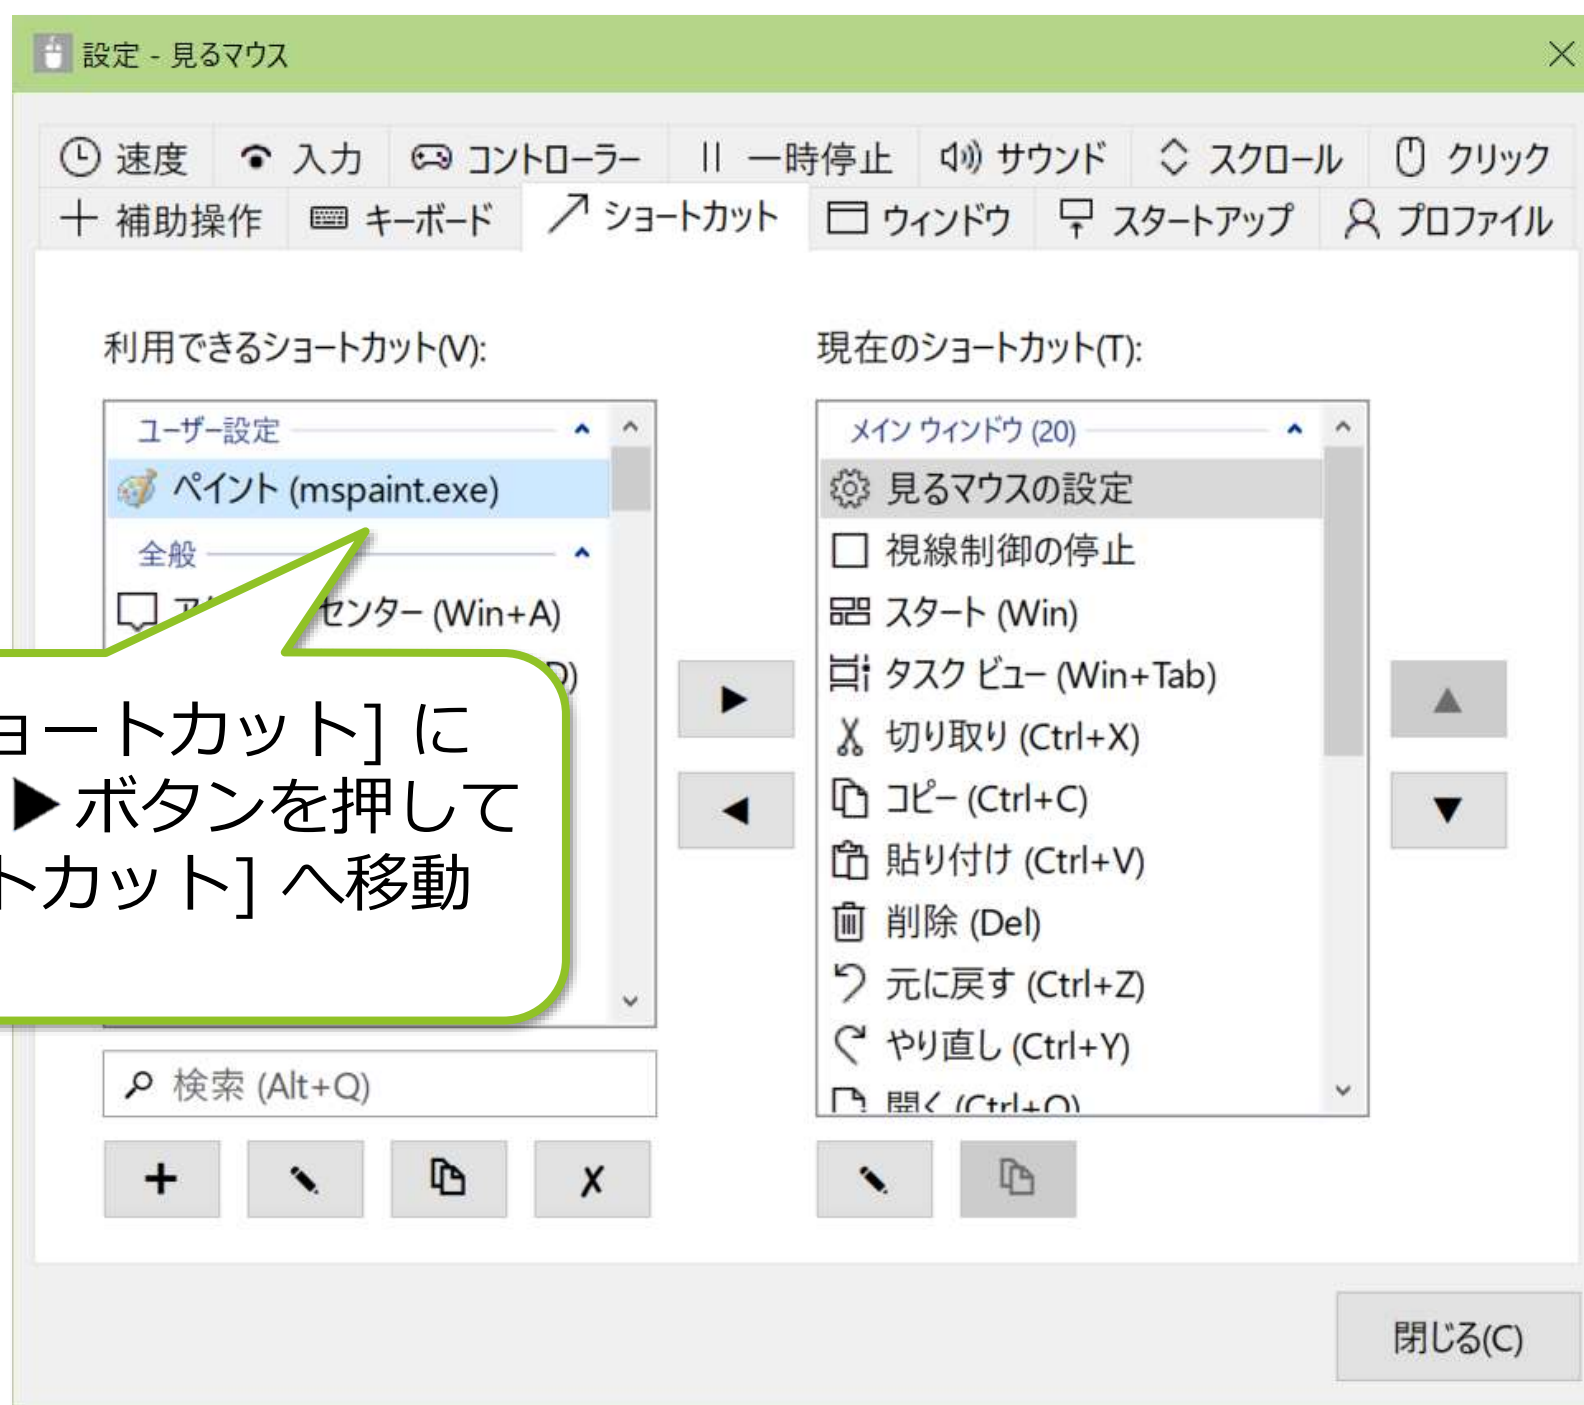 設定 - 見るマウス
速度 入力 コントローラー 一時停止 サウンド スクロール クリック
補助操作 キーボード ショートカット ウィンドウ スタートアップ プロファイル
利用できるショートカット(V):
ユーザー設定
ペイント (mspaint.exe)
全般
センター (Win+A)
ョートカット] に
▶ ボタンを押して
トカット] へ移動
検索 (Alt+Q)
現在のショートカット(T):
メイン ウィンドウ (20)
見るマウスの設定
視線制御の停止
スタート (Win)
タスク ビュー (Win+Tab)
切り取り (Ctrl+X)
コピー (Ctrl+C)
貼り付け (Ctrl+V)
削除 (Del)
元に戻す (Ctrl+Z)
やり直し (Ctrl+Y)
開く (Ctrl+O)
閉じる(C)